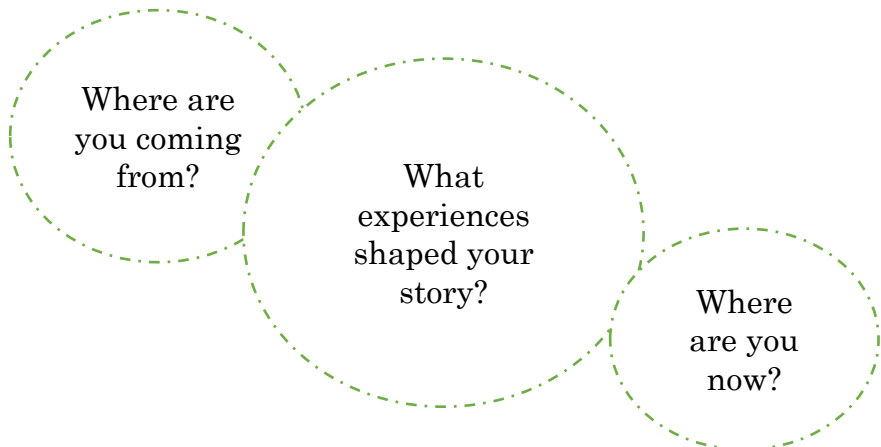 Where are
you coming
from?
What
experiences
shaped your
story?
Where
are you
now?